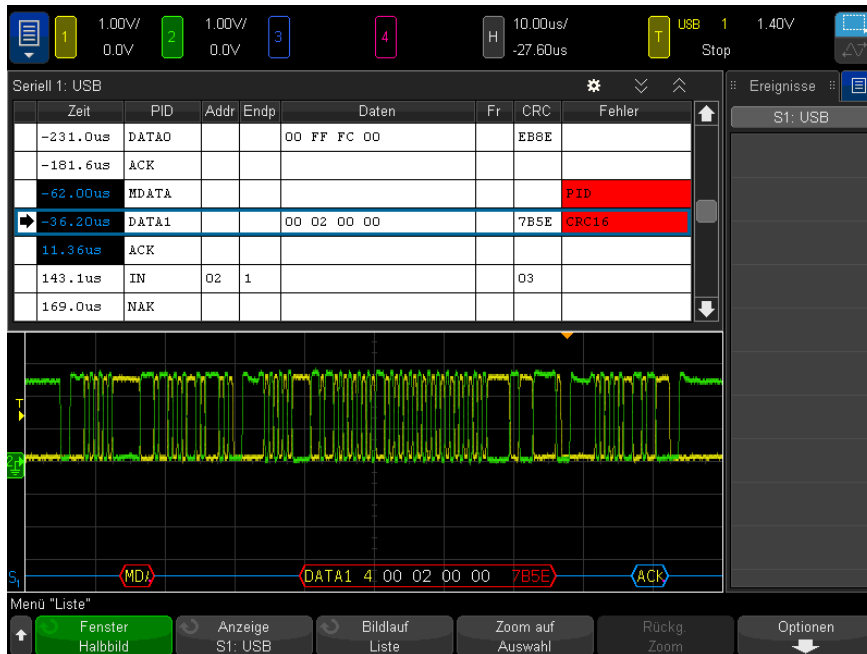 1 1.00V/ 0.0V 2 1.00V/ 0.0V 3 4 H 10.00us/ -27.60us T USB 1 1.40V Stop
Seriell 1: USB
Ereignisse
S1: USB
Zeit PID Addr Endp Daten Fr CRC Fehler
-231.0us DATA0 00 FF FC 00 EB8E
-181.6us ACK
-62.00us MDATA PID
-36.20us DATA1 00 02 00 00 7B5E CRC16
11.36us ACK
143.1us IN 02 1 03
169.0us NAK
T
2
S1 MDA DATA1 4 00 02 00 00 7B5E ACK
Menü "Liste"
Fenster Halbbild
Anzeige S1: USB
Bildlauf Liste
Zoom auf Auswahl
Rückg. Zoom
Optionen